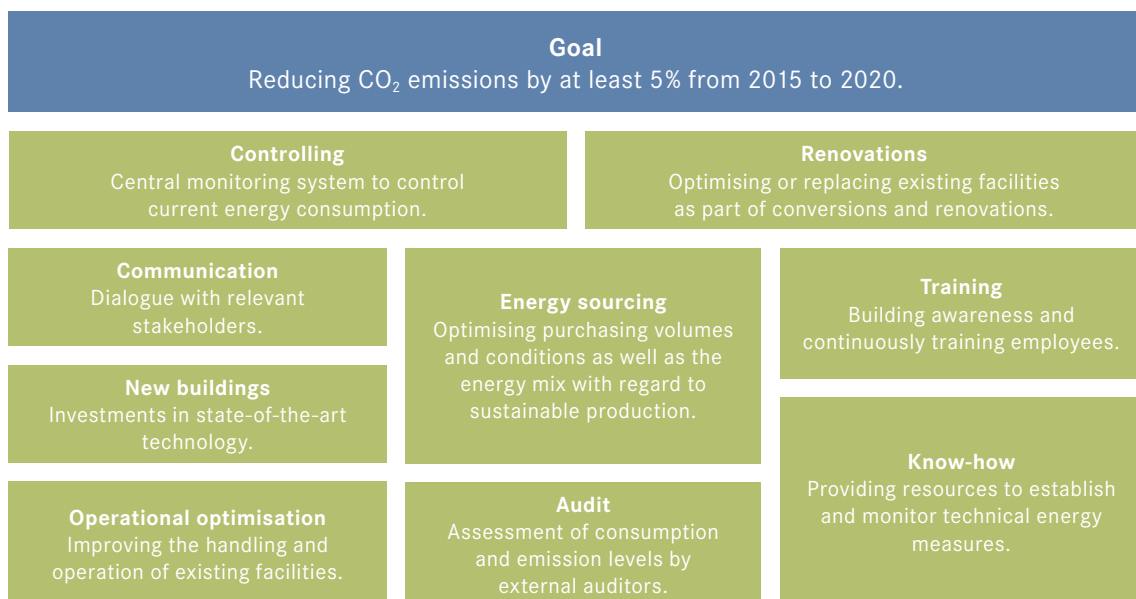 Goal
Reducing CO₂ emissions by at least 5% from 2015 to 2020.
Controlling
Central monitoring system to control
current energy consumption.
Renovations
Optimising or replacing existing facilities
as part of conversions and renovations.
Communication
Dialogue with relevant
stakeholders.
Energy sourcing
Optimising purchasing volumes
and conditions as well as the
energy mix with regard to
sustainable production.
Training
Building awareness and
continuously training employees.
New buildings
Investments in state-of-the-art
technology.
Know-how
Providing resources to establish
and monitor technical energy
measures.
Operational optimisation
Improving the handling and
operation of existing facilities.
Audit
Assessment of consumption
and emission levels by
external auditors.